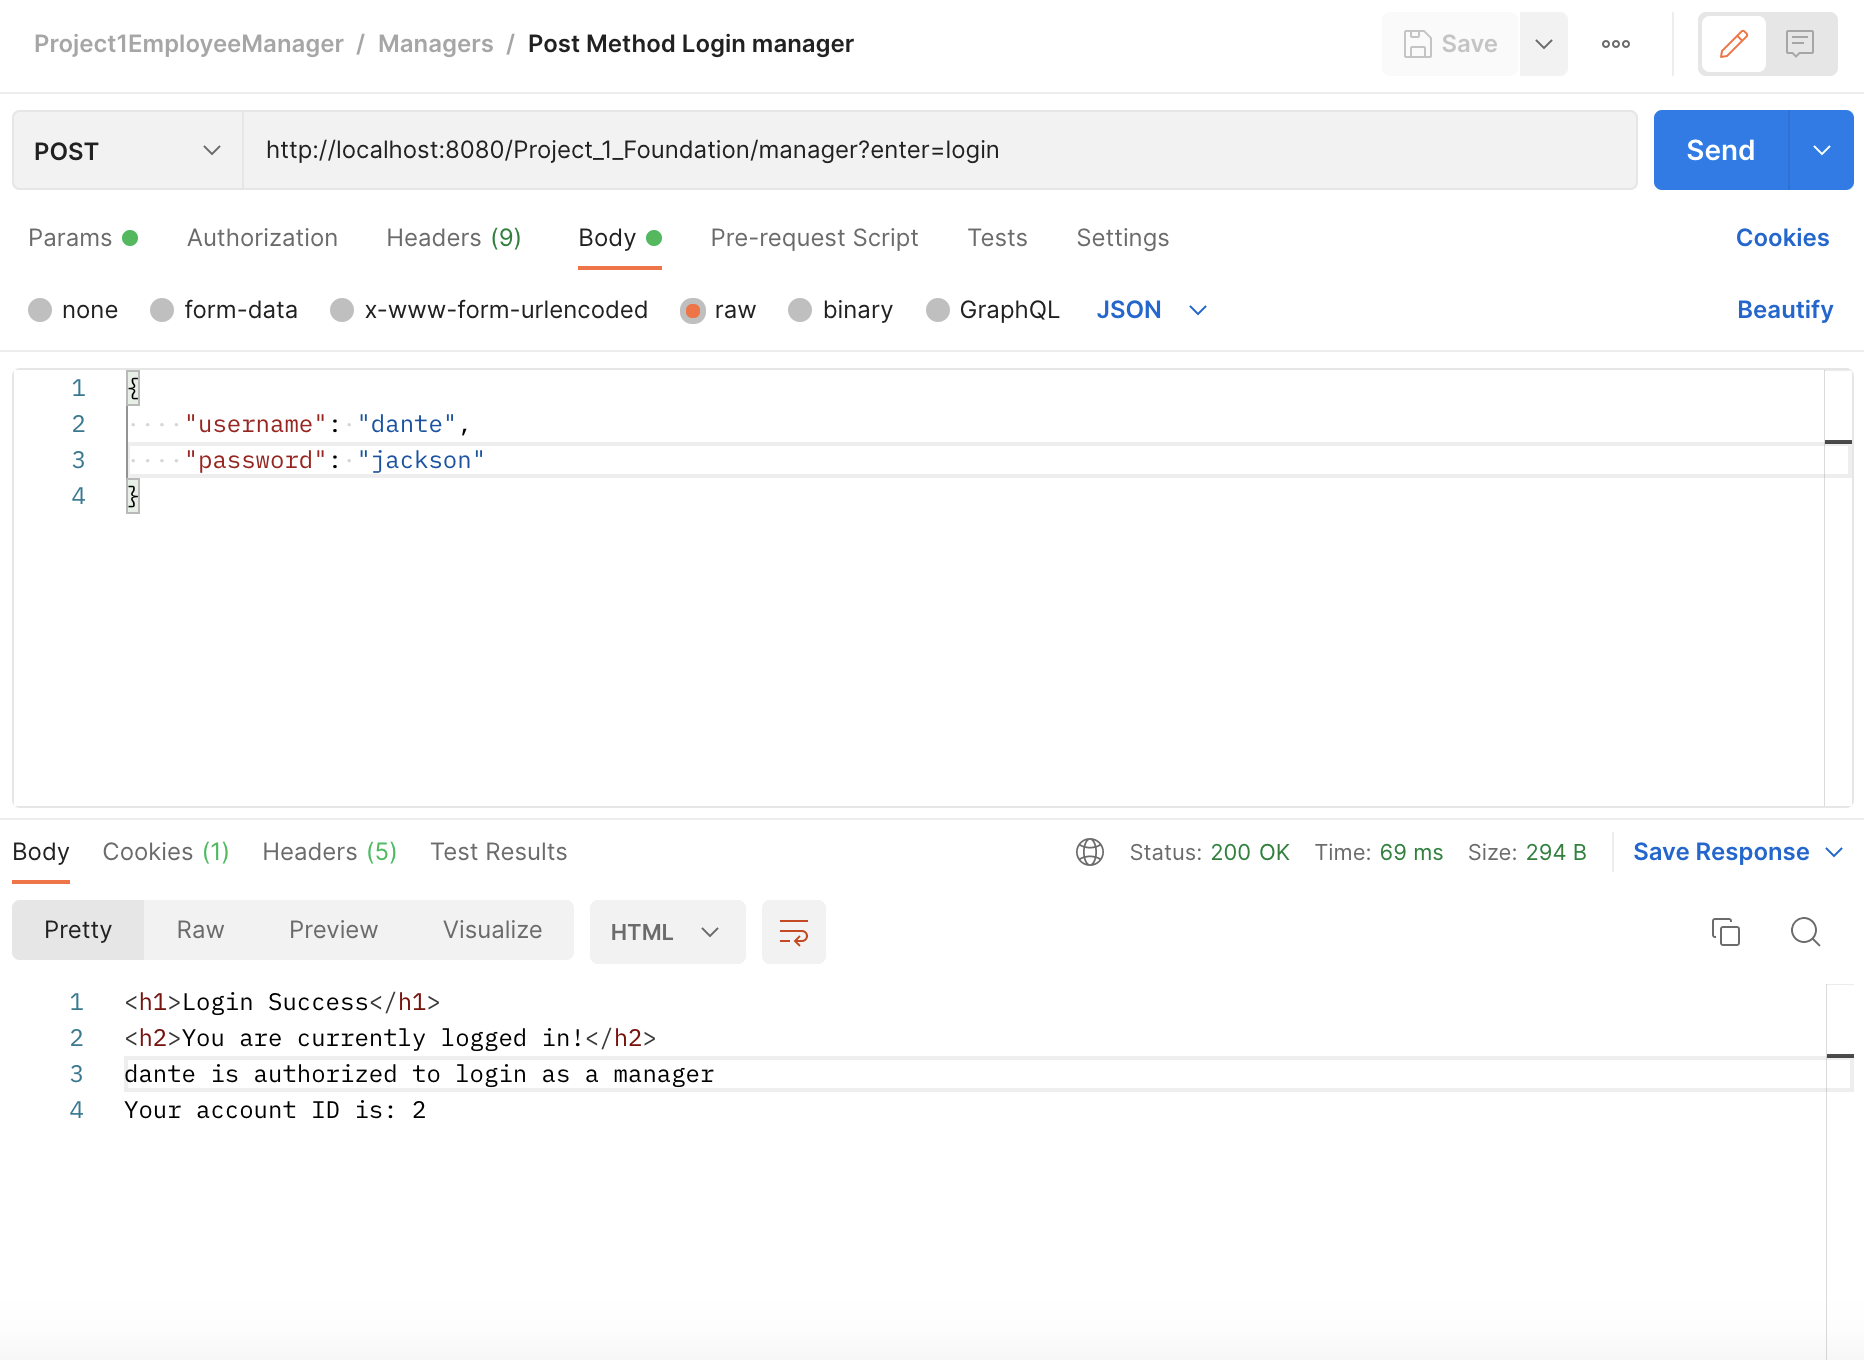 Project1EmployeeManager / Managers / Post Method Login manager Save
POST http://localhost:8080/Project_1_Foundation/manager?enter=login Send
Params Authorization Headers (9) Body Pre-request Script Tests Settings Cookies
none form-data x-www-form-urlencoded raw binary GraphQL JSON Beautify
1 {
2 "username": "dante",
3 "password": "jackson"
4 }
Body Cookies (1) Headers (5) Test Results Status: 200 OK Time: 69 ms Size: 294 B Save Response
Pretty Raw Preview Visualize HTML
1 <h1>Login Success</h1>
2 <h2>You are currently logged in!</h2>
3 dante is authorized to login as a manager
4 Your account ID is: 2